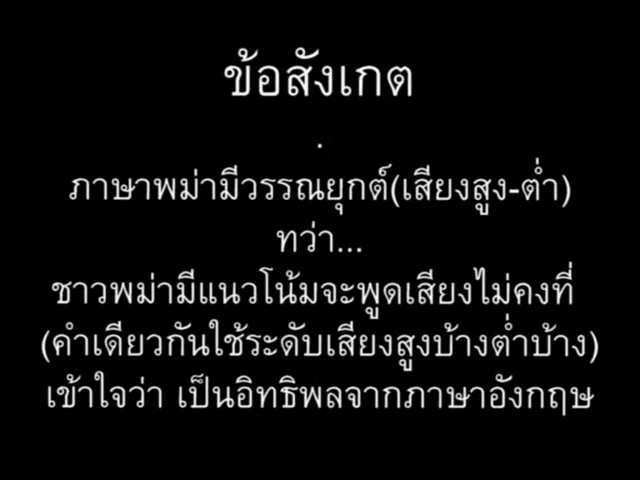 ข้อสังเกต
.
ภาษาพม่ามีวรรณยุกต์(เสียงสูง-ต่ำ)
ทว่า...
ชาวพม่ามีแนวโน้มจะพูดเสียงไม่คงที่
(คำเดียวกันใช้ระดับเสียงสูงบ้างต่ำบ้าง)
เข้าใจว่า เป็นอิทธิพลจากภาษาอังกฤษ